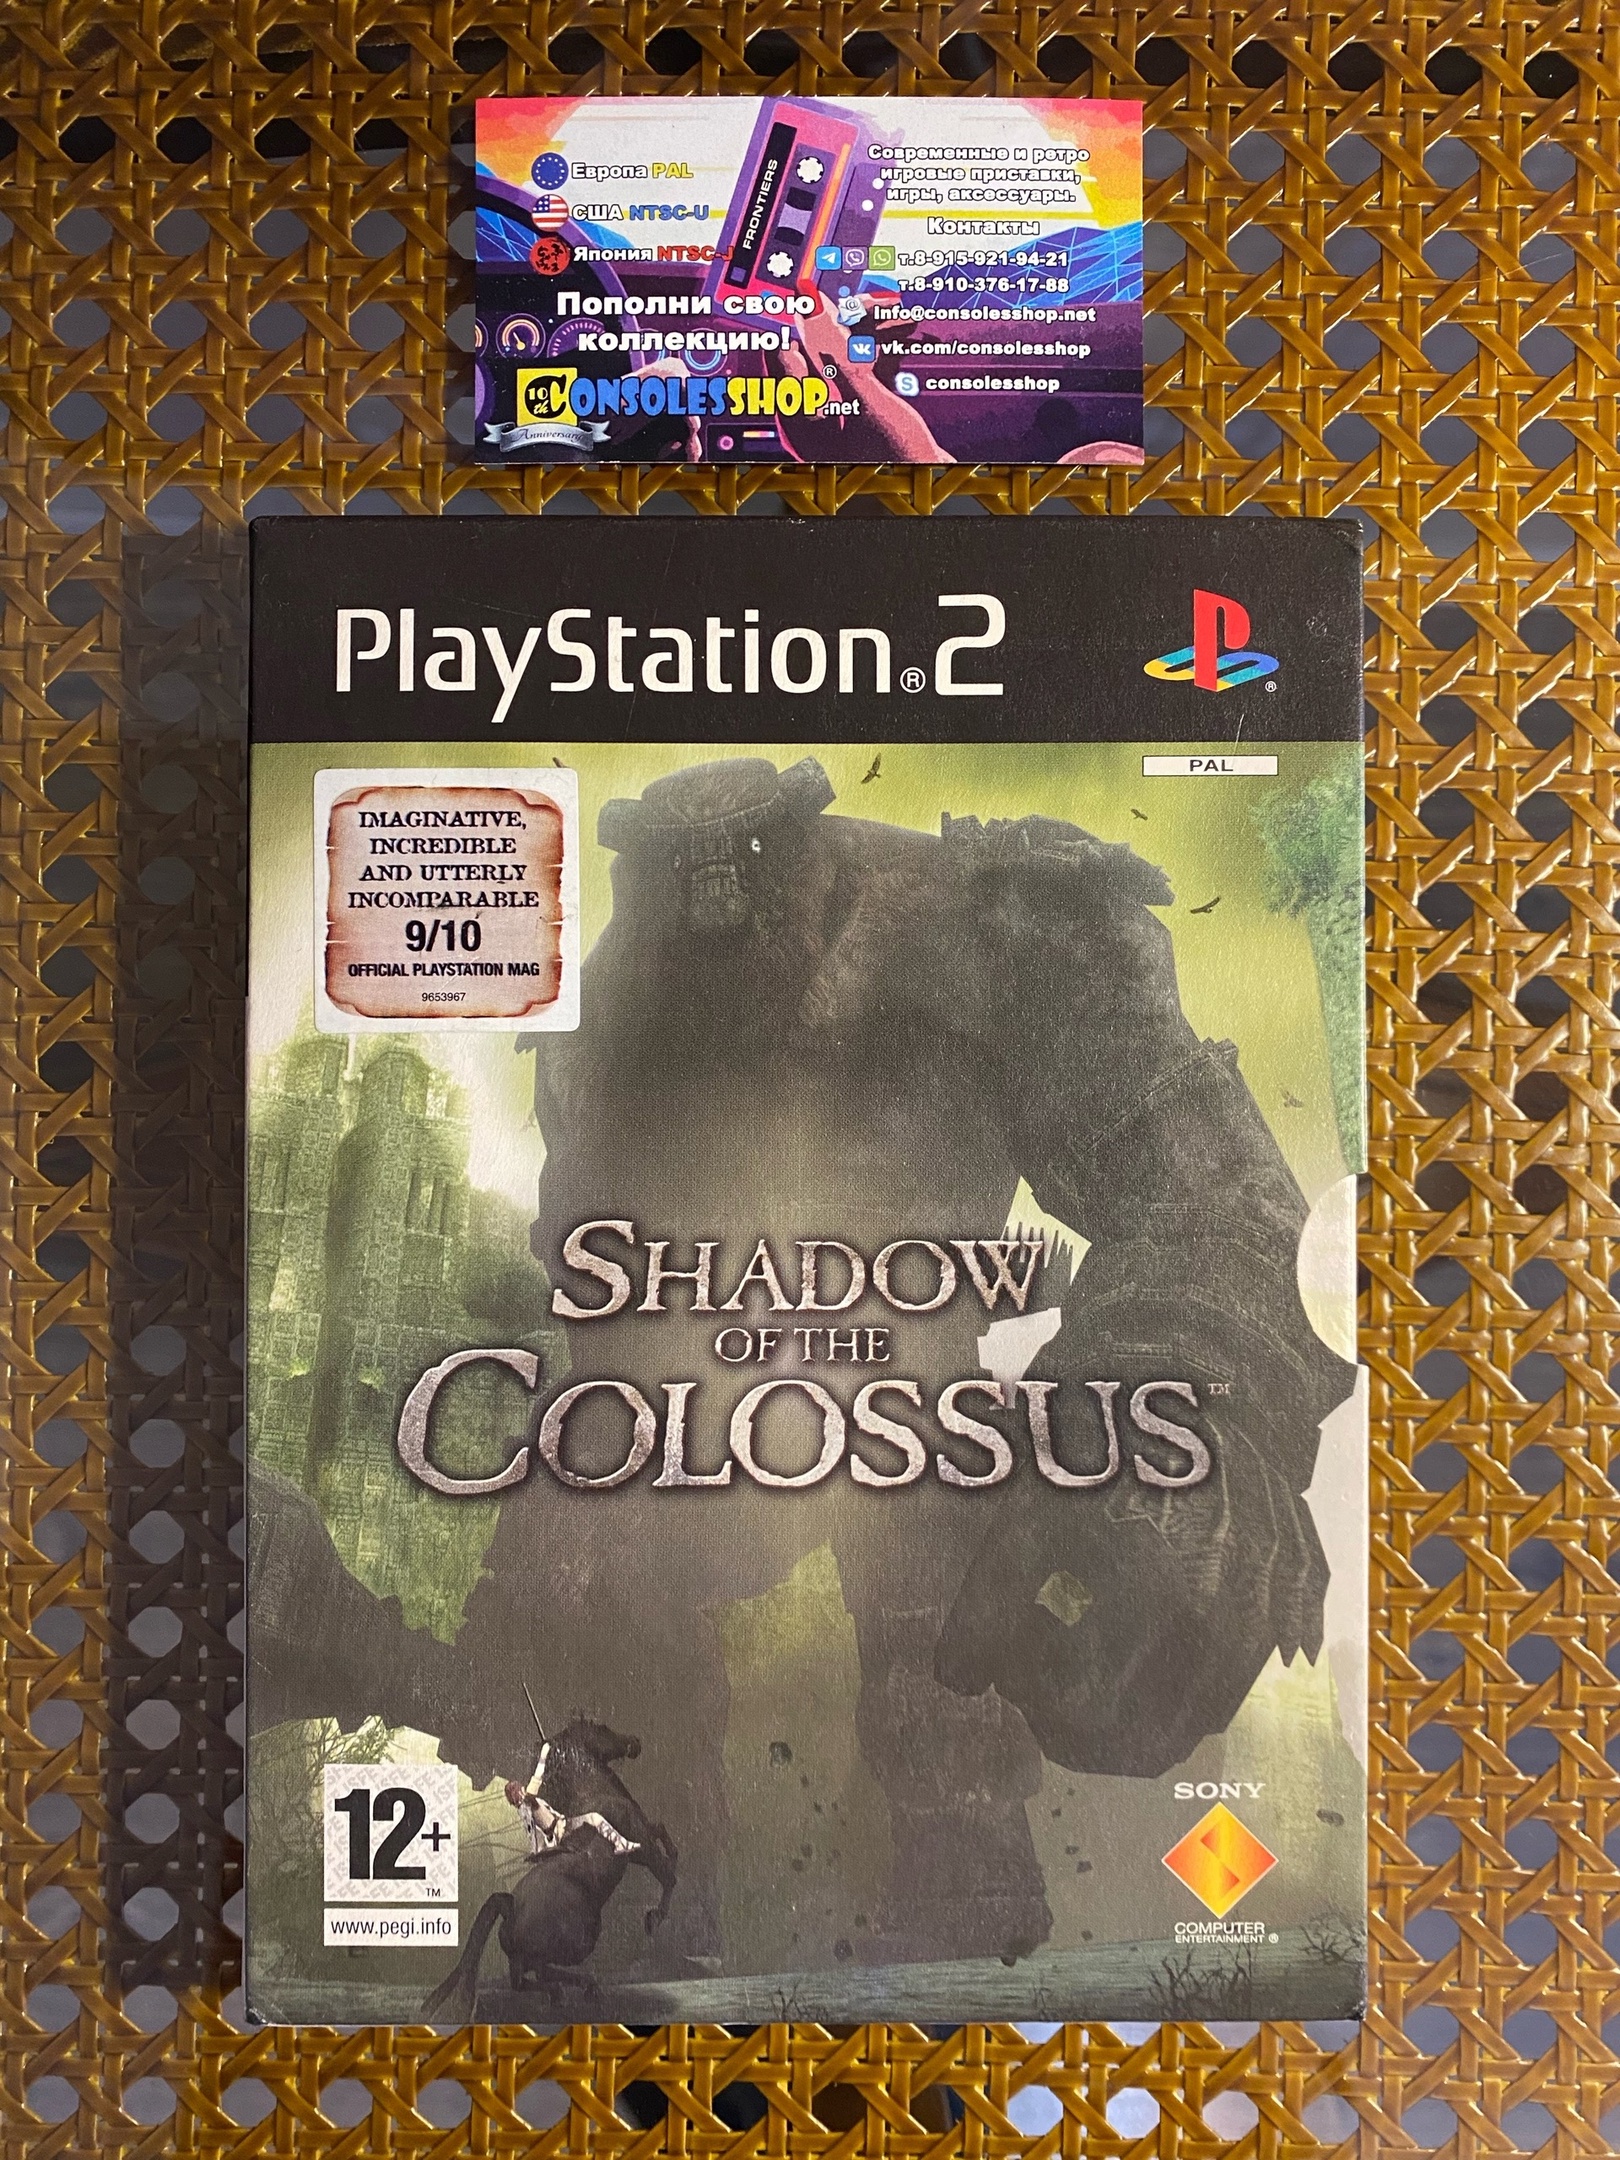 Европа PAL
США NTSC-U
Япония NTSC-J
Пополни свою
коллекцию!
10th
Anniversary
CONSOLESSHOP.net
®
FRONTIERS
Современные и ретро
игровые приставки,
игры, аксессуары.
Контакты
т.8-915-921-94-21
т.8-910-376-17-88
info@consolesshop.net
vk.com/consolesshop
consolesshop
PlayStation®2
®
PAL
IMAGINATIVE,
INCREDIBLE
AND UTTERLY
INCOMPARABLE
9/10
OFFICIAL PLAYSTATION MAG
9653967
SHADOW
OF THE
COLOSSUS™
12+
™
www.pegi.info
SONY
COMPUTER
ENTERTAINMENT®